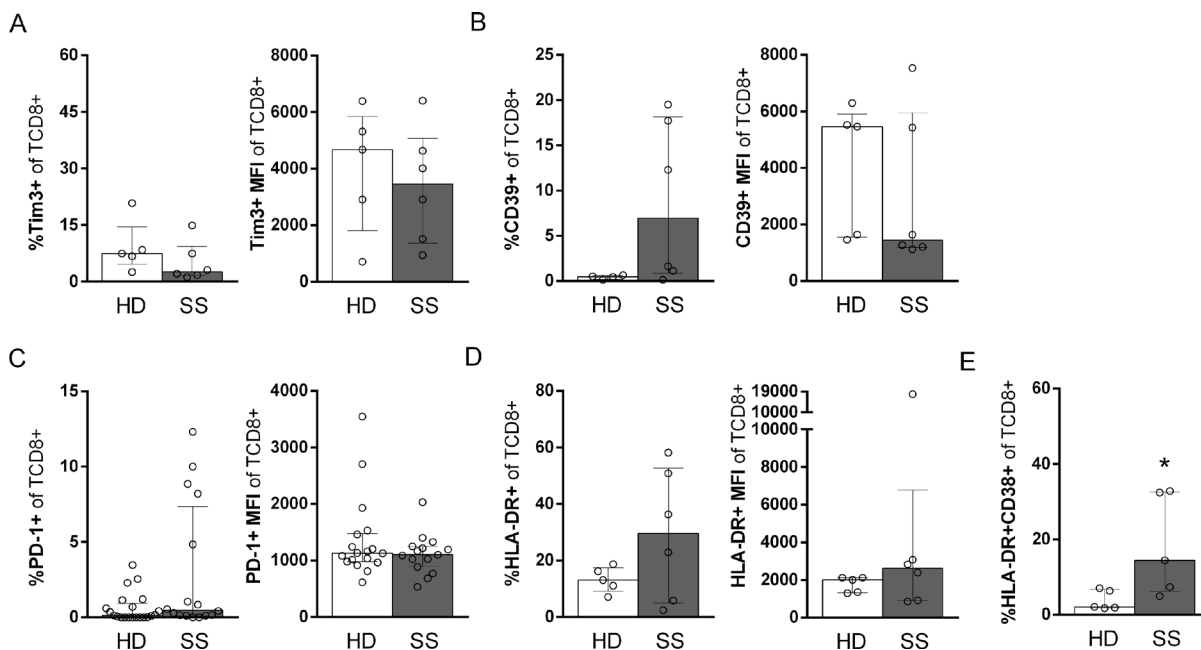 A
%Tim3+ of TCD8+
60
45
30
15
0
HD SS
Tim3+ MFI of TCD8+
8000
6000
4000
2000
0
HD SS
B
%CD39+ of TCD8+
25
20
15
10
5
0
HD SS
CD39+ MFI of TCD8+
8000
6000
4000
2000
0
HD SS
C
%PD-1+ of TCD8+
15
10
5
0
HD SS
PD-1+ MFI of TCD8+
4000
3000
2000
1000
0
HD SS
D
%HLA-DR+ of TCD8+
80
60
40
20
0
HD SS
HLA-DR+ MFI of TCD8+
19000
10000
10000
8000
6000
4000
2000
0
HD SS
E
%HLA-DR+CD38+ of TCD8+
60
40
20
0
*
HD SS